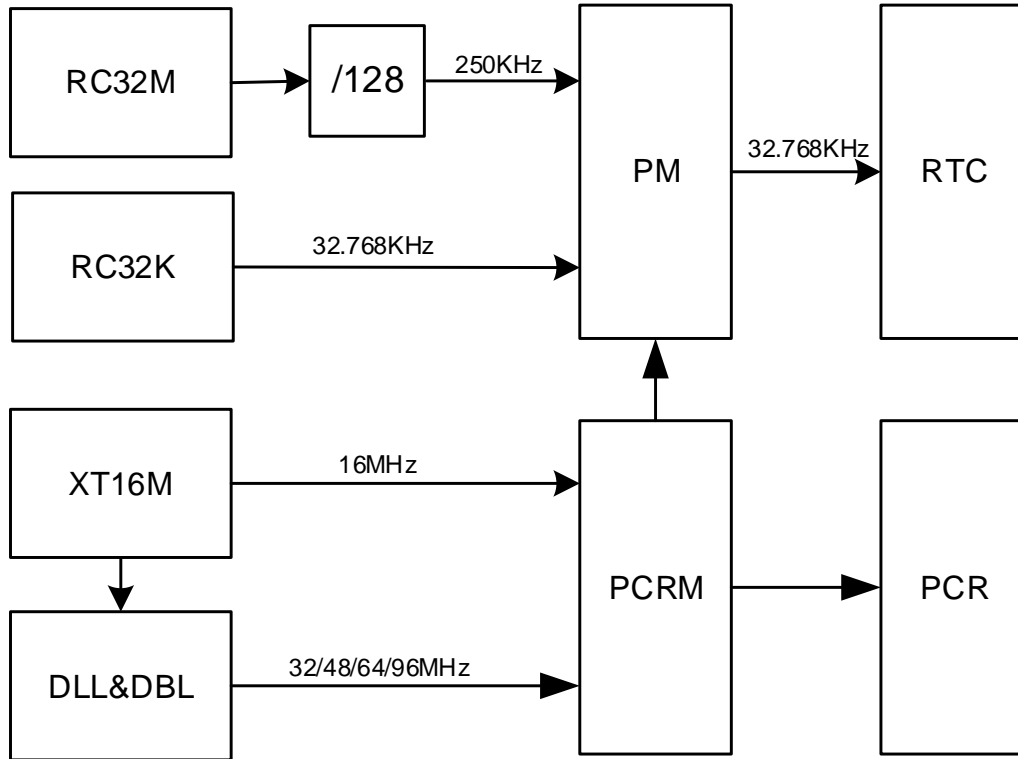 RC32M
/128
250KHz
PM
32.768KHz
RTC
RC32K
32.768KHz
XT16M
16MHz
PCRM
PCR
DLL&DBL
32/48/64/96MHz